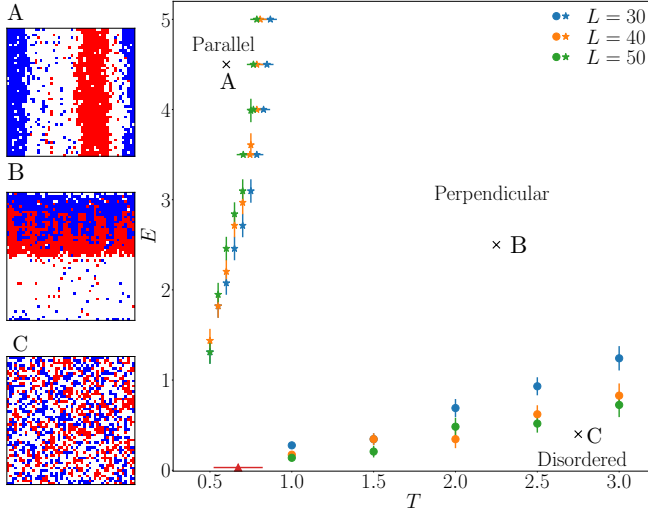 A
B
C
5
4
3
2
1
0
E
0.5 1.0 1.5 2.0 2.5 3.0
T
Parallel
A
Perpendicular
B
C
Disordered
L = 30
L = 40
L = 50